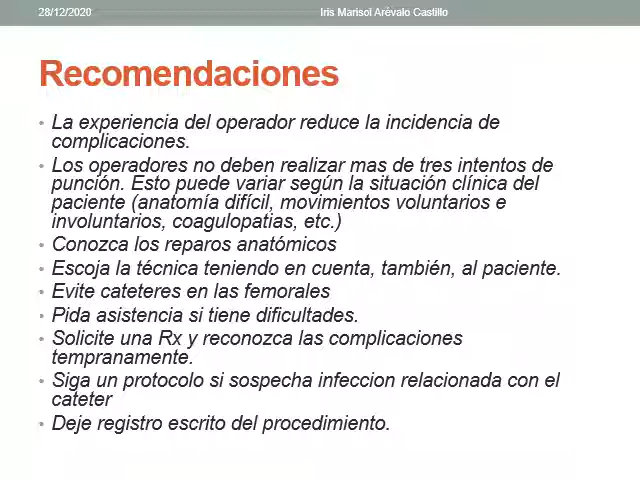 28/12/2020 Iris Marisol Arévalo Castillo
Recomendaciones
• La experiencia del operador reduce la incidencia de
complicaciones.
• Los operadores no deben realizar mas de tres intentos de
punción. Esto puede variar según la situación clínica del
paciente (anatomía difícil, movimientos voluntarios e
involuntarios, coagulopatias, etc.)
• Conozca los reparos anatómicos
• Escoja la técnica teniendo en cuenta, también, al paciente.
• Evite cateteres en las femorales
• Pida asistencia si tiene dificultades.
• Solicite una Rx y reconozca las complicaciones
tempranamente.
• Siga un protocolo si sospecha infeccion relacionada con el
cateter
• Deje registro escrito del procedimiento.